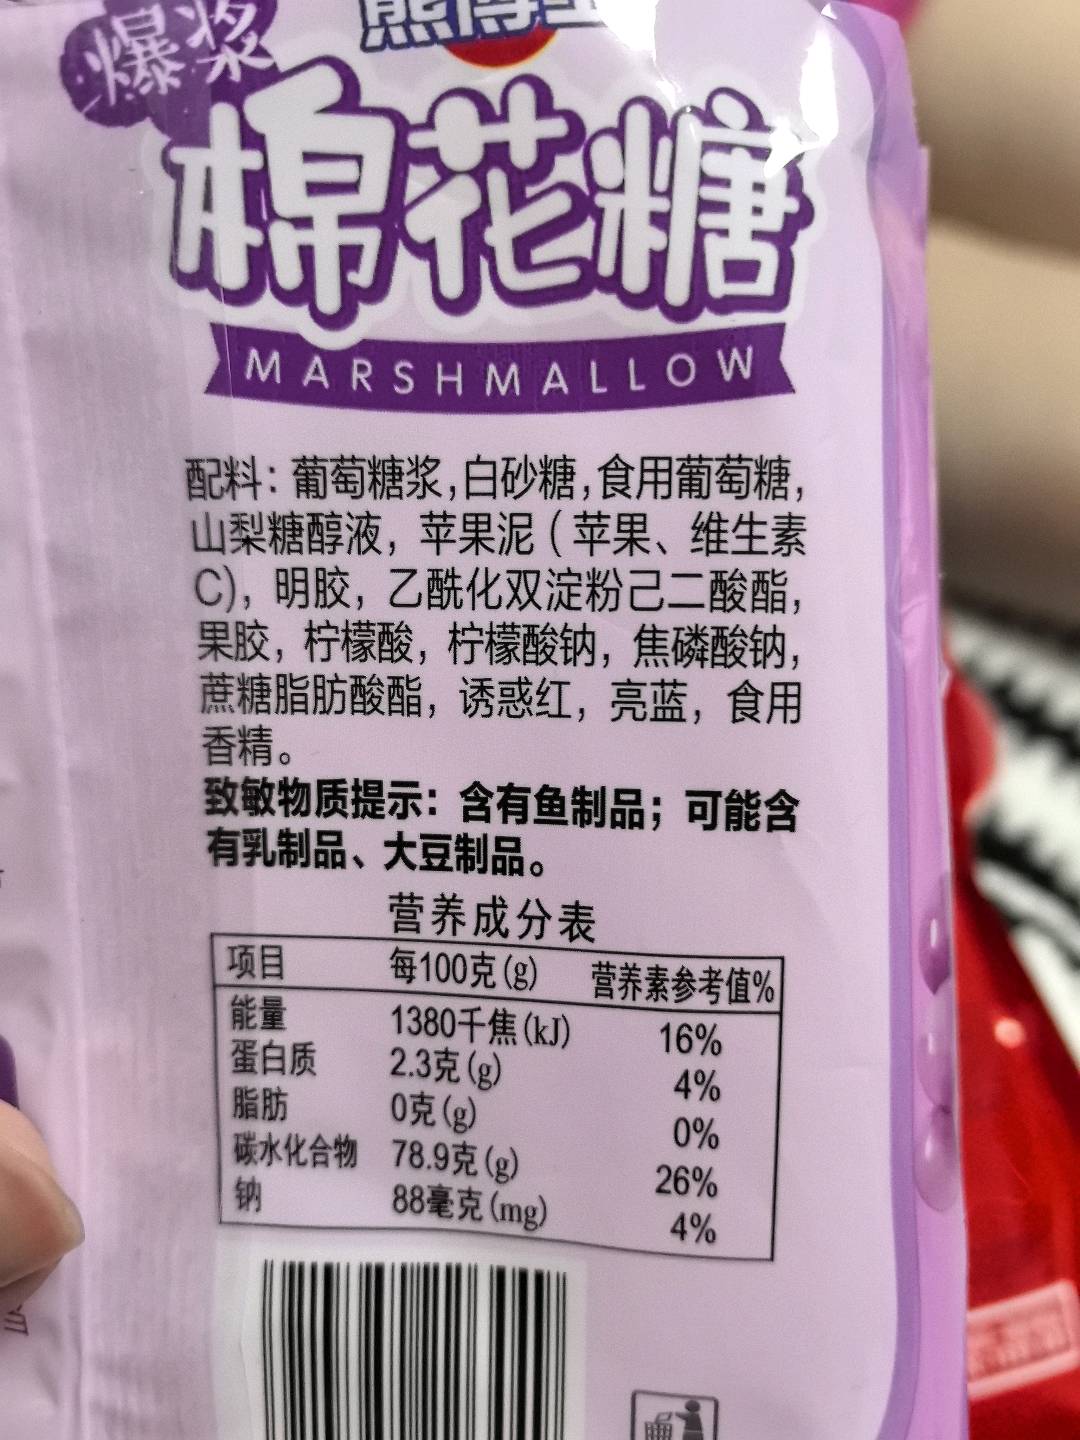 爆浆
熊博士
棉花糖
MARSHMALLOW
配料：葡萄糖浆,白砂糖,食用葡萄糖,
山梨糖醇液，苹果泥（苹果、维生素
C)，明胶，乙酰化双淀粉己二酸酯，
果胶，柠檬酸，柠檬酸钠，焦磷酸钠，
蔗糖脂肪酸酯，诱惑红，亮蓝，食用
香精。
致敏物质提示：含有鱼制品；可能含
有乳制品、大豆制品。
营养成分表
项目 每100克(g) 营养素参考值%
能量 1380千焦(kJ) 16%
蛋白质 2.3克(g) 4%
脂肪 0克(g) 0%
碳水化合物 78.9克(g) 26%
钠 88毫克(mg) 4%